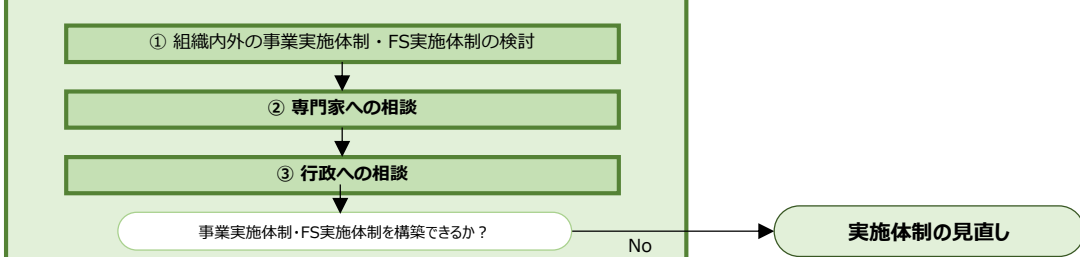 ① 組織内外の事業実施体制・FS実施体制の検討
② 専門家への相談
③ 行政への相談
事業実施体制・FS実施体制を構築できるか？
No
実施体制の見直し